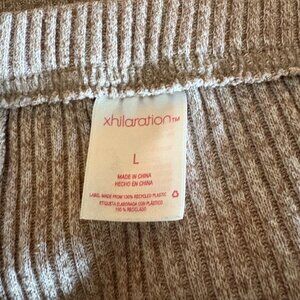 xhilaration™
L
MADE IN CHINA
HECHO EN CHINA
LABEL MADE FROM 100% RECYCLED PLASTIC
ETIQUETA ELABORADA CON PLÁSTICO
100 % RECICLADO